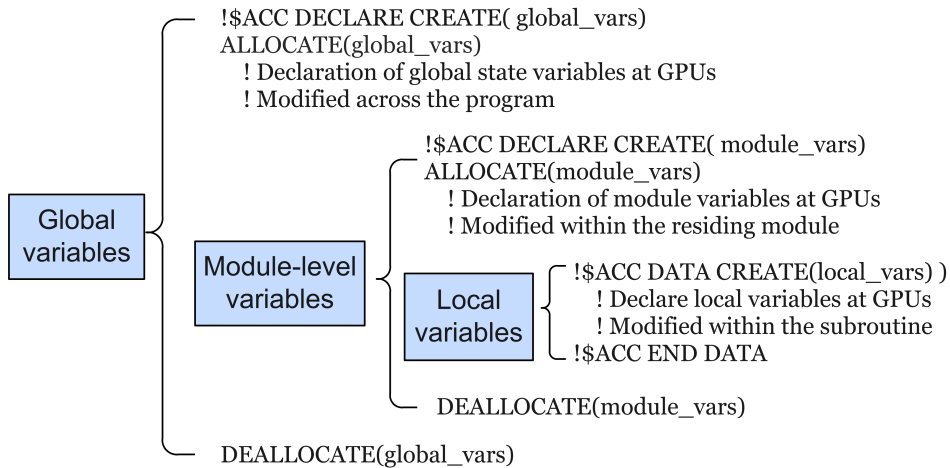 !$ACC DECLARE CREATE( global_vars)
ALLOCATE(global_vars)
! Declaration of global state variables at GPUs
! Modified across the program
!$ACC DECLARE CREATE( module_vars)
ALLOCATE(module_vars)
! Declaration of module variables at GPUs
! Modified within the residing module
Global
variables
Module-level
variables
Local
variables
!$ACC DATA CREATE(local_vars) )
! Declare local variables at GPUs
! Modified within the subroutine
!$ACC END DATA
DEALLOCATE(module_vars)
DEALLOCATE(global_vars)